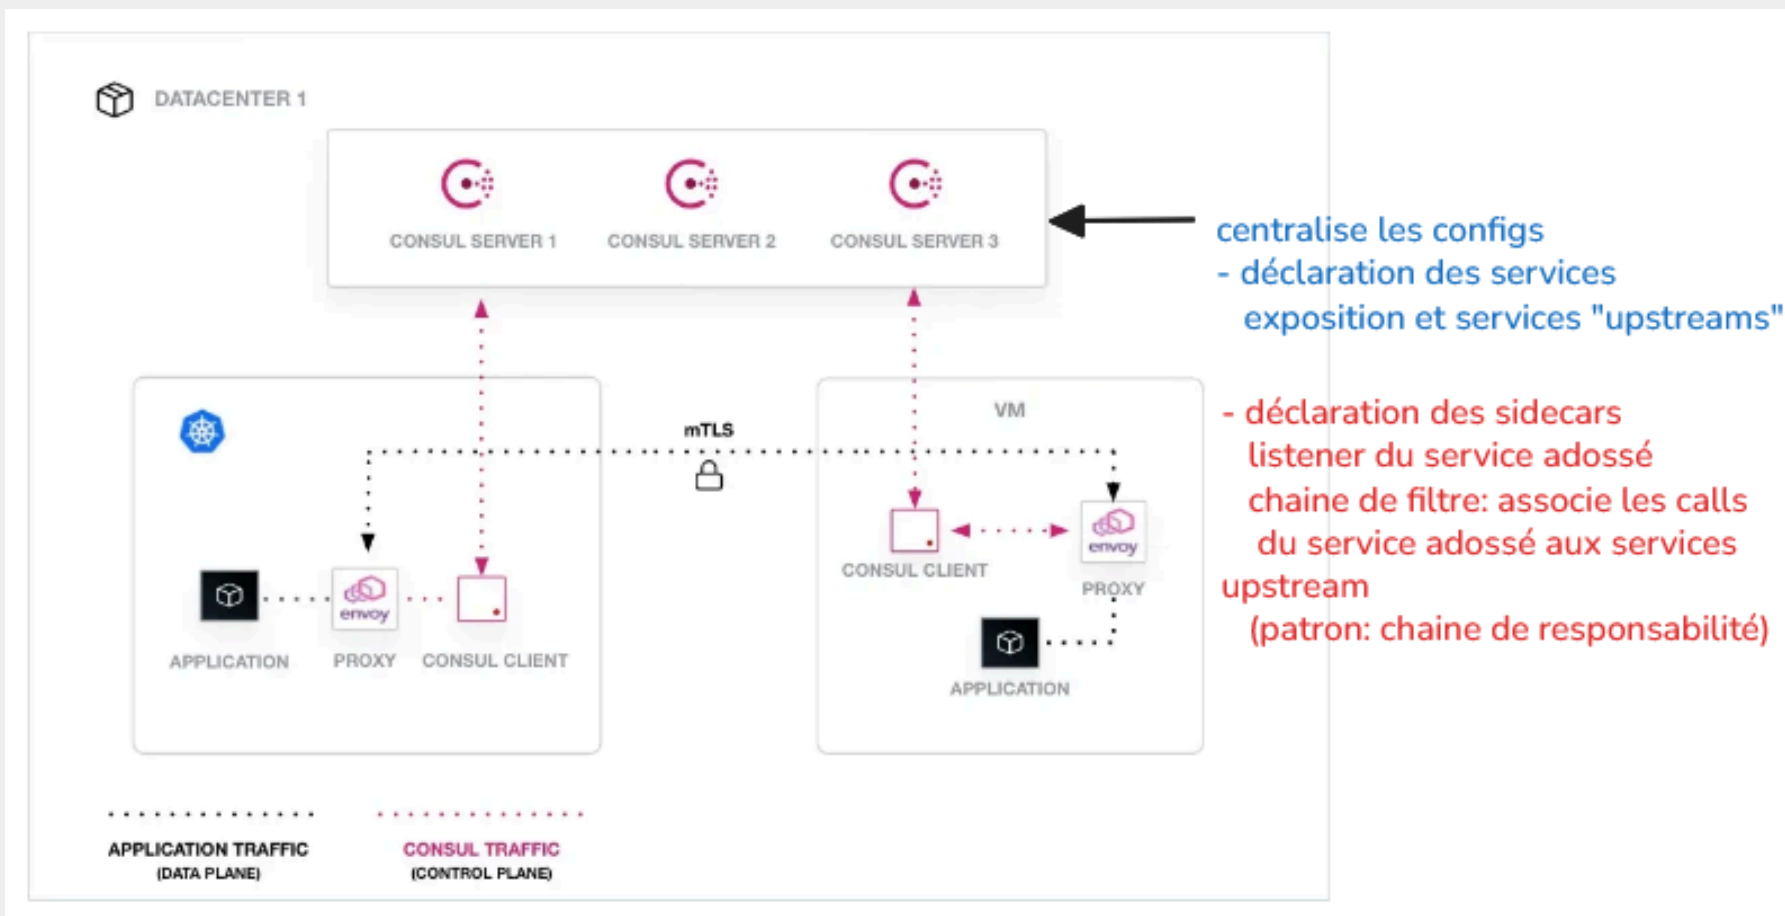 DATACENTER 1
CONSUL SERVER 1
CONSUL SERVER 2
CONSUL SERVER 3
centralise les configs
- déclaration des services
exposition et services "upstreams"
- déclaration des sidecars
listener du service adossé
chaine de filtre: associe les calls
du service adossé aux services
upstream
(patron: chaine de responsabilité)
mTLS
VM
envoy
APPLICATION
PROXY
CONSUL CLIENT
CONSUL CLIENT
envoy
PROXY
APPLICATION
APPLICATION TRAFFIC
(DATA PLANE)
CONSUL TRAFFIC
(CONTROL PLANE)